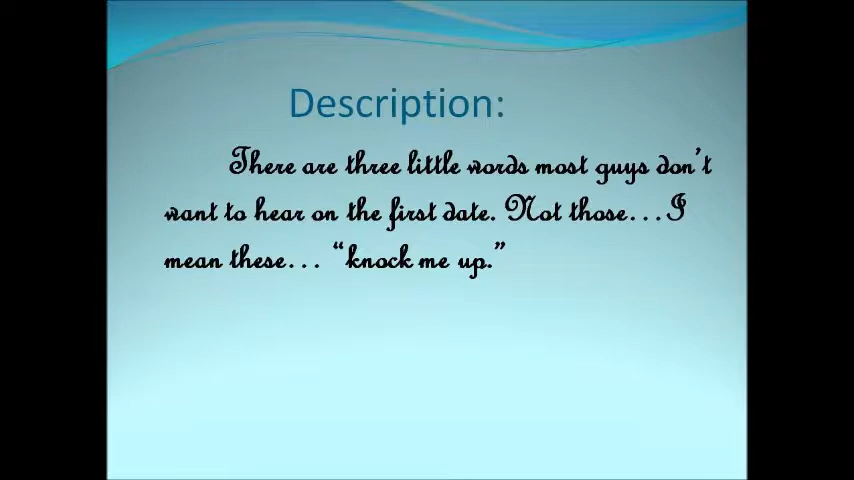 Description:
There are three little words most guys don't
want to hear on the first date. Not those...I
mean these... “knock me up.”